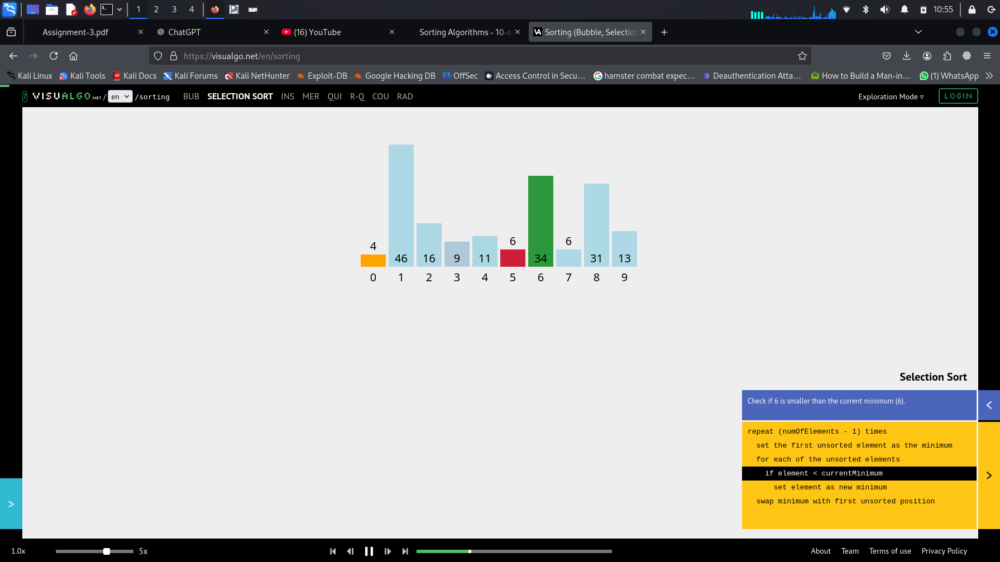 1 2 3 4 10:55
Assignment-3.pdf ChatGPT (16) YouTube Sorting Algorithms - 10-s Sorting (Bubble, Selection
https://visualgo.net/en/sorting
Kali Linux Kali Tools Kali Docs Kali Forums Kali NetHunter Exploit-DB Google Hacking DB OffSec Access Control in Secu… hamster combat expec… Deauthentication Atta… How to Build a Man-in… (1) WhatsApp
7 VISUALGO.NET / en /sorting BUB SELECTION SORT INS MER QUI R-Q COU RAD Exploration Mode ▿ LOGIN
4 46 16 9 11 6 34 6 31 13
0 1 2 3 4 5 6 7 8 9
Selection Sort
Check if 6 is smaller than the current minimum (6).
repeat (numOfElements - 1) times
set the first unsorted element as the minimum
for each of the unsorted elements
if element < currentMinimum
set element as new minimum
swap minimum with first unsorted position
1.0x 5x About Team Terms of use Privacy Policy